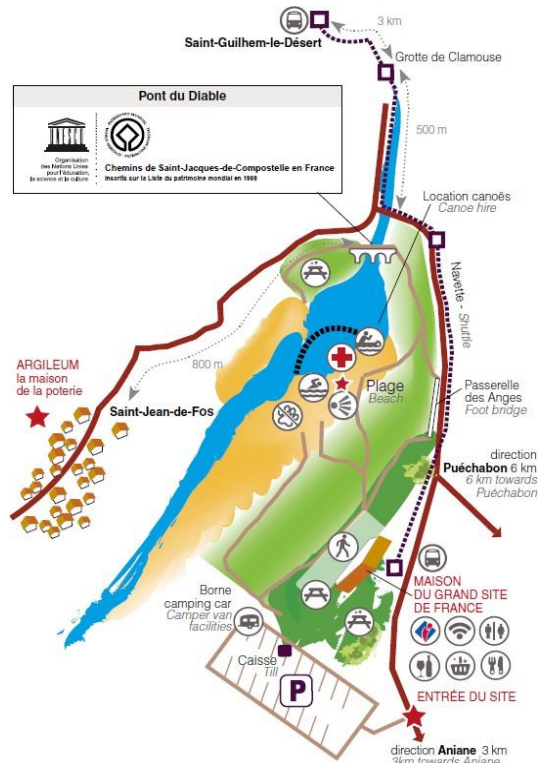 3 km
Saint-Guilhem-le-Désert
Grotte de Clamouse
Pont du Diable
Organisation
des Nations Unies
pour l'éducation,
la science et la culture
Chemins de Saint-Jacques-de-Compostelle en France
inscrits sur la Liste du patrimoine mondial en 1998
500 m
Location canoës
Canoe hire
Navette - Shuttle
800 m
ARGILEUM
la maison
de la poterie
Saint-Jean-de-Fos
Plage
Beach
Passerelle
des Anges
Foot bridge
direction
Puéchabon 6 km
6 km towards
Puéchabon
MAISON
DU GRAND SITE
DE FRANCE
Borne
camping car
Camper van
facilities
Caisse
Till
P
ENTRÉE DU SITE
direction Aniane 3 km
3km towards Aniane